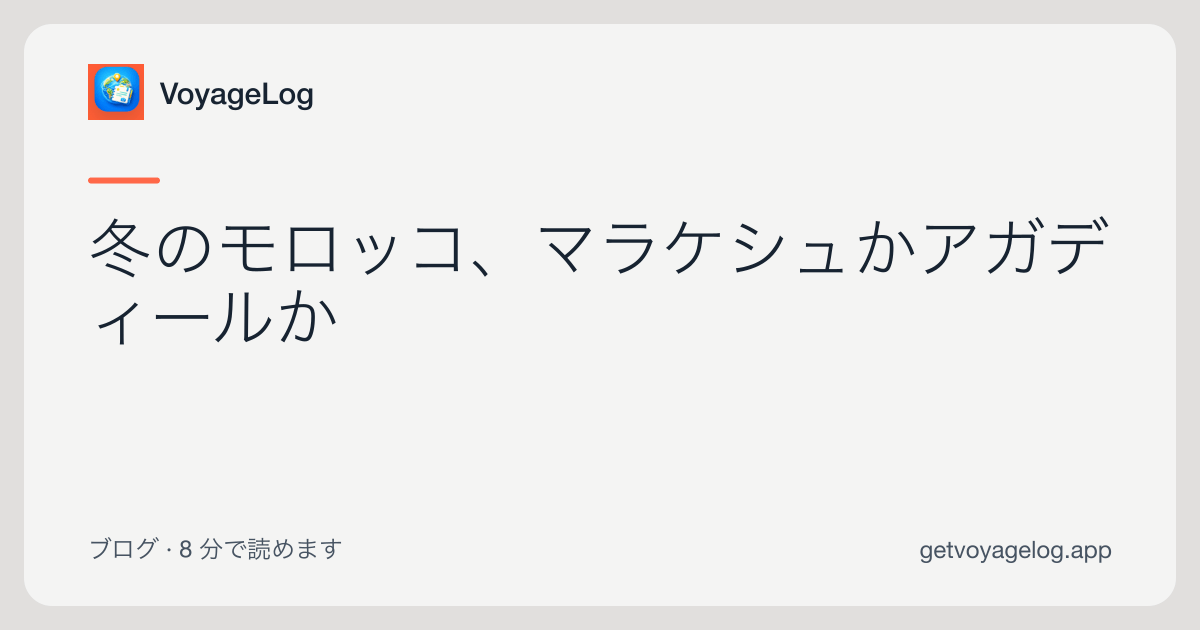 VoyageLog
冬のモロッコ、マラケシュかアガデ
ィールか
ブログ · 8 分で読めます
getvoyagelog.app